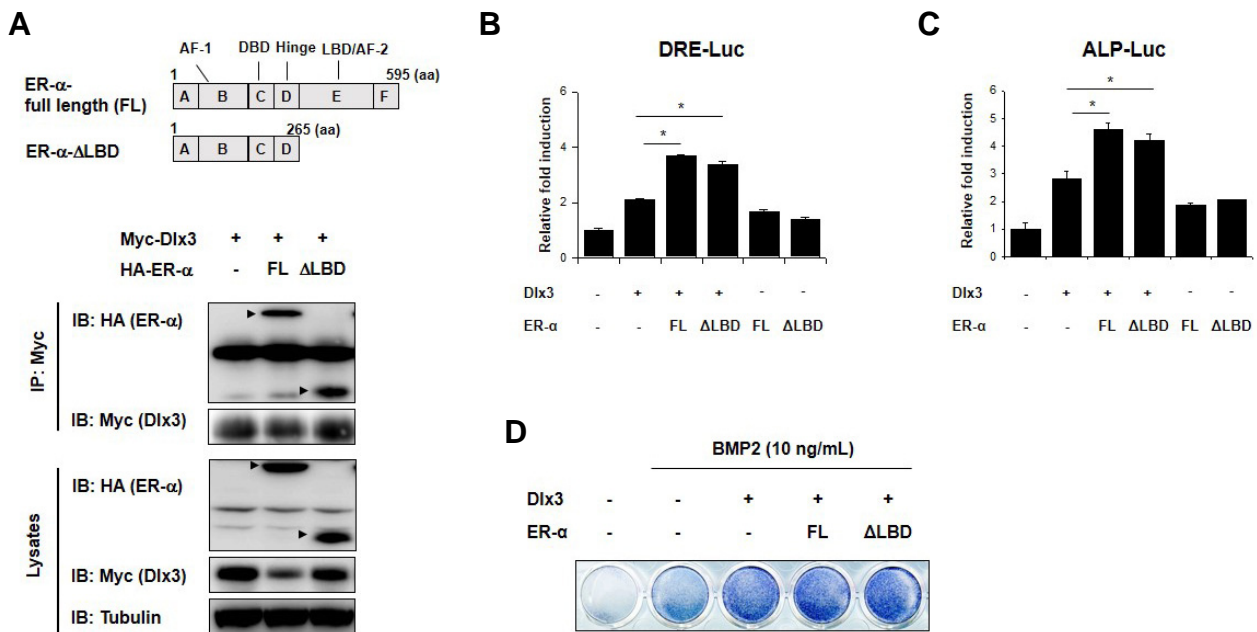 A
AF-1 DBD Hinge LBD/AF-2
1 595 (aa)
ER-α-
full length (FL)
A B C D E F
1 265 (aa)
ER-α-ΔLBD
A B C D
Myc-Dlx3 + + +
HA-ER-α - FL ΔLBD
IP: Myc
IB: HA (ER-α)
IB: Myc (Dlx3)
Lysates
IB: HA (ER-α)
IB: Myc (Dlx3)
IB: Tubulin
B
DRE-Luc
Relative fold induction
6
4
2
0
*
*
Dlx3 - + + + - -
ER-α - - FL ΔLBD FL ΔLBD
C
ALP-Luc
Relative fold induction
6
5
4
3
2
1
0
*
*
Dlx3 - + + + - -
ER-α - - FL ΔLBD FL ΔLBD
D
BMP2 (10 ng/mL)
Dlx3 - - + + +
ER-α - - - FL ΔLBD